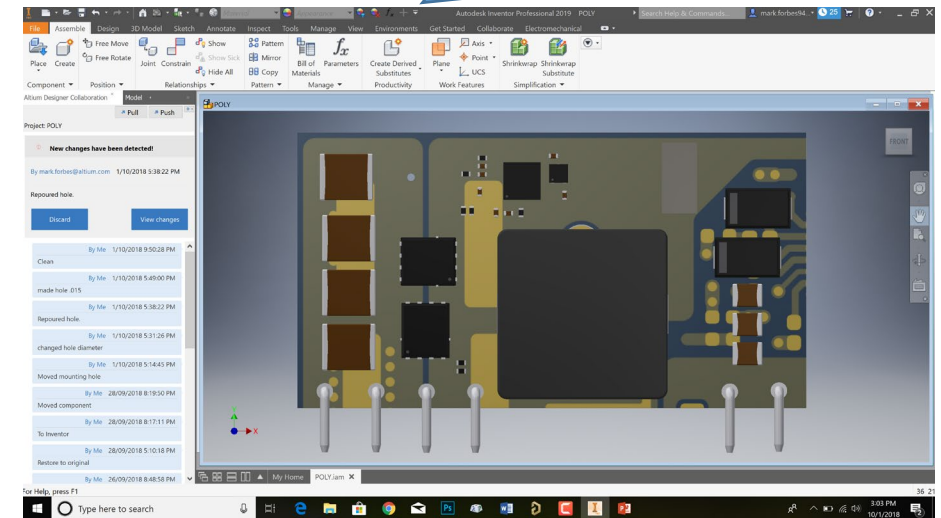 Material
Appearance
Autodesk Inventor Professional 2019 POLY
Search Help & Commands...
mark.forbes94...
25
File Assemble Design 3D Model Sketch Annotate Inspect Tools Manage View Environments Get Started Collaborate Electromechanical
Place Create
Free Move
Free Rotate
Joint Constrain
Show
Show Sick
Hide All
Pattern
Mirror
Copy
Bill of Materials
Parameters
Create Derived Substitutes
Plane
Axis
Point
UCS
Shrinkwrap
Shrinkwrap Substitute
Component Position Relationships Pattern Manage Productivity Work Features Simplification
Altium Designer Collaboration Model
Pull Push
Project: POLY
New changes have been detected!
By mark.forbes@altium.com 1/10/2018 5:38:22 PM
Repoured hole.
Discard View changes
By Me 1/10/2018 9:50:28 PM
Clean
By Me 1/10/2018 5:49:00 PM
made hole .015
By Me 1/10/2018 5:38:22 PM
Repoured hole.
By Me 1/10/2018 5:31:26 PM
changed hole diameter
By Me 1/10/2018 5:14:45 PM
Moved mounting hole
By Me 28/09/2018 8:19:50 PM
Moved component
By Me 28/09/2018 8:17:11 PM
To Inventor
By Me 28/09/2018 5:10:18 PM
Restore to original
By Me 26/09/2018 8:48:58 PM
POLY
FRONT
X
My Home POLY.iam
For Help, press F1
36 21
Type here to search
3:03 PM
10/1/2018